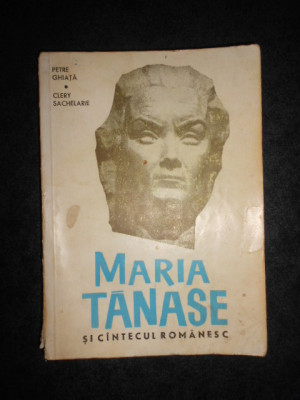 PETRE
GHIAȚĂ
CLERY
SACHELARIE
MARIA
TĂNASE
ȘI CÎNTECUL ROMÂNESC